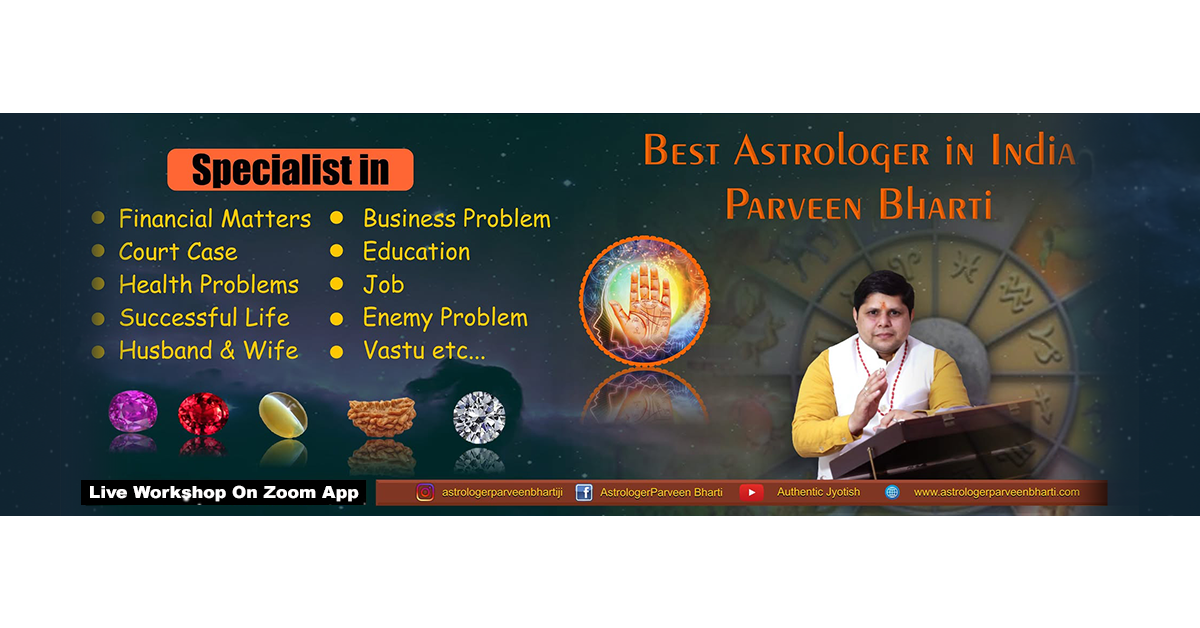 Best Astrologer in India
Parveen Bharti
Specialist in
Financial Matters
Court Case
Health Problems
Successful Life
Husband & Wife
Business Problem
Education
Job
Enemy Problem
Vastu etc...
Live Workshop On Zoom App
astrologerparveenbhartiji
AstrologerParveen Bharti
Authentic Jyotish
www.astrologerparveenbharti.com